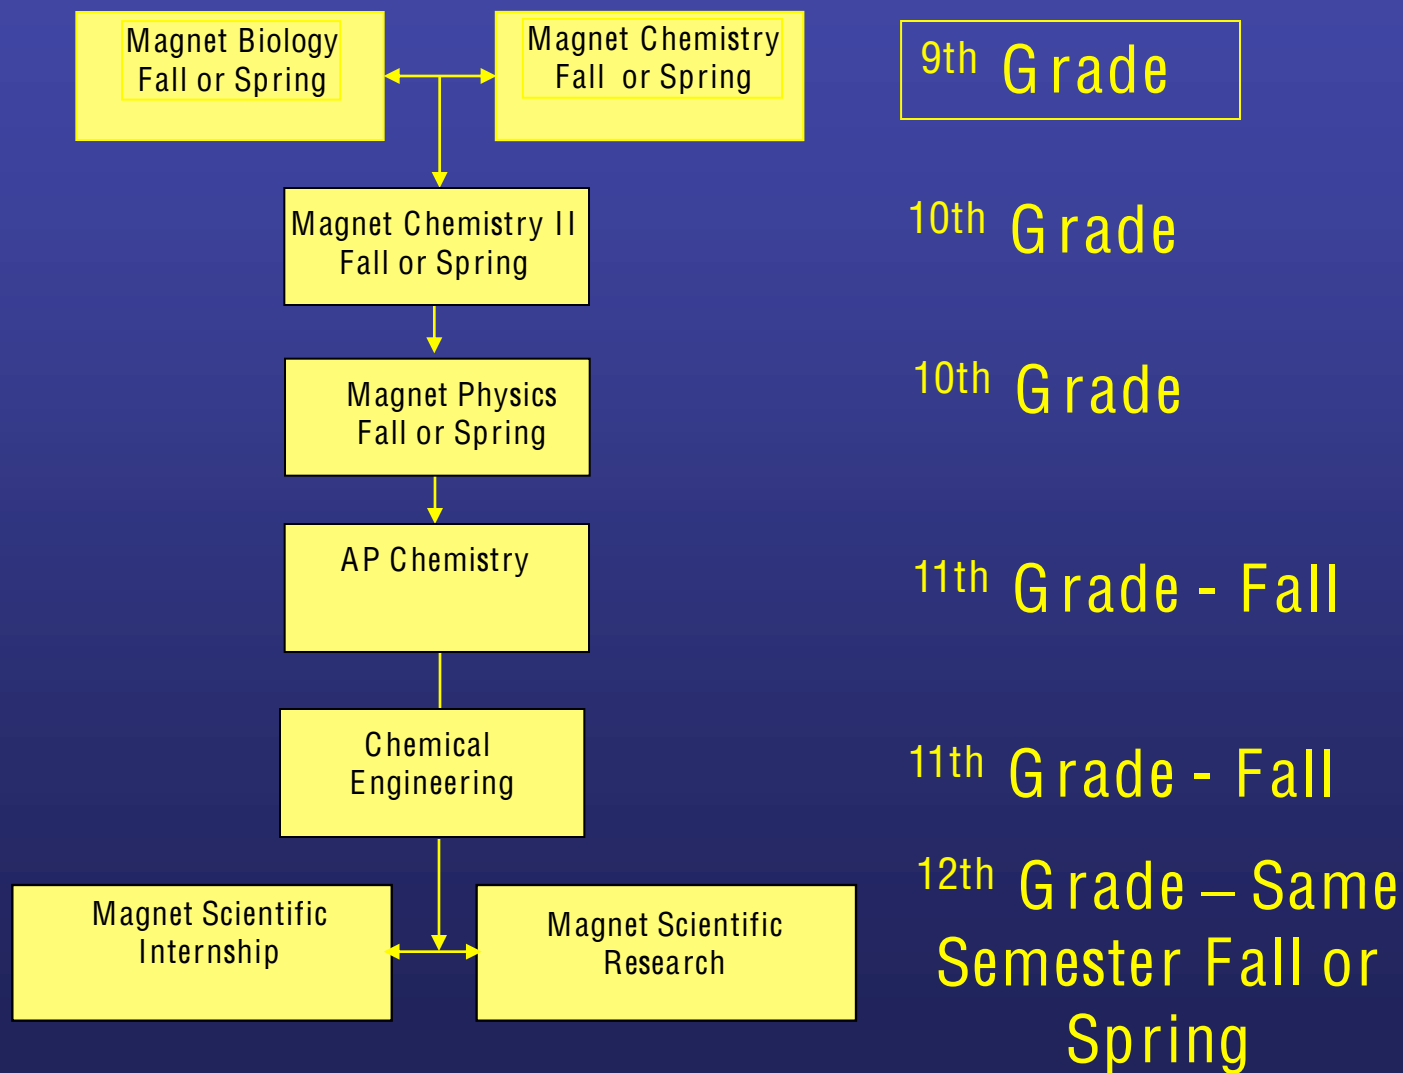 Magnet Biology
Fall or Spring
Magnet Chemistry
Fall or Spring
9th Grade
Magnet Chemistry II
Fall or Spring
10th Grade
Magnet Physics
Fall or Spring
10th Grade
AP Chemistry
11th Grade - Fall
Chemical
Engineering
11th Grade - Fall
Magnet Scientific
Internship
Magnet Scientific
Research
12th Grade – Same
Semester Fall or
Spring